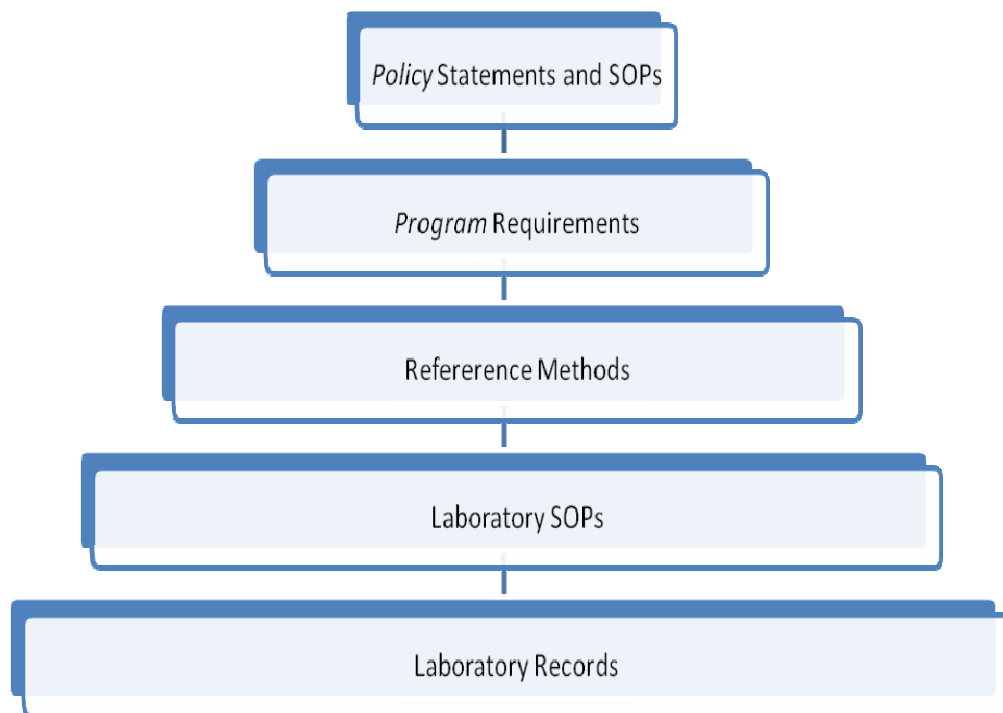 Policy Statements and SOPs
Program Requirements
Refererence Methods
Laboratory SOPs
Laboratory Records